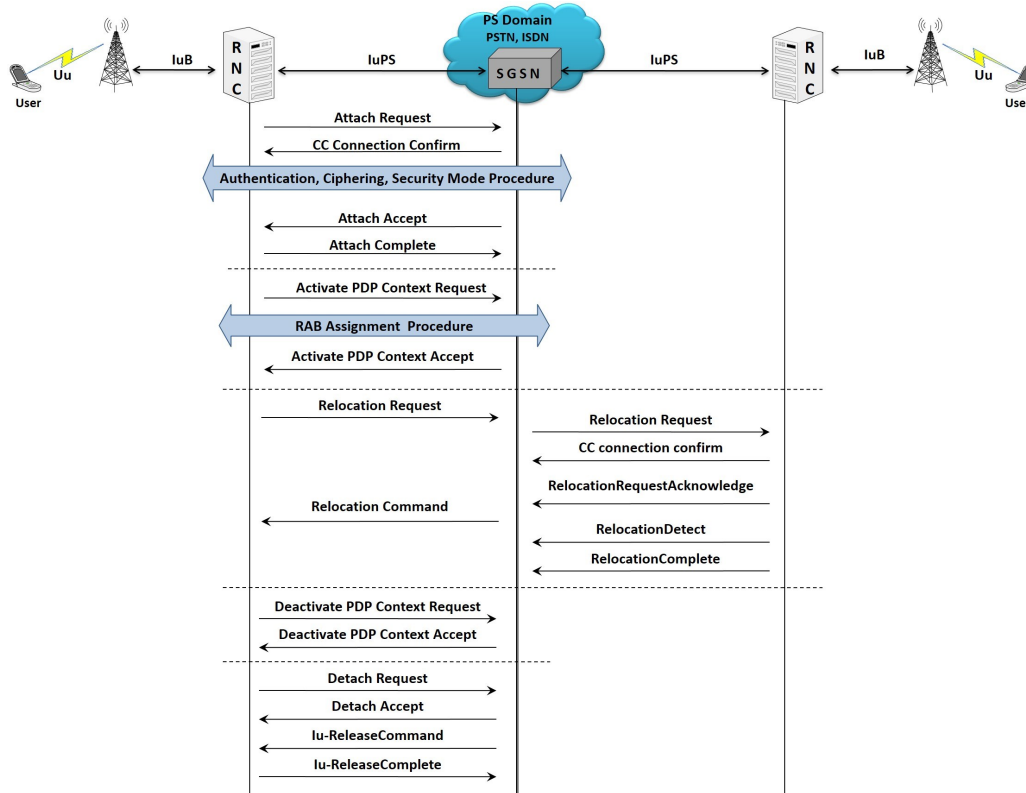 PS Domain
PSTN, ISDN
R
N
C
R
N
C
IuB
IuPS
S G S N
IuPS
IuB
Uu
User
Uu
Use
Attach Request
CC Connection Confirm
Authentication, Ciphering, Security Mode Procedure
Attach Accept
Attach Complete
Activate PDP Context Request
RAB Assignment Procedure
Activate PDP Context Accept
Relocation Request
Relocation Request
CC connection confirm
RelocationRequestAcknowledge
Relocation Command
RelocationDetect
RelocationComplete
Deactivate PDP Context Request
Deactivate PDP Context Accept
Detach Request
Detach Accept
Iu-ReleaseCommand
Iu-ReleaseComplete